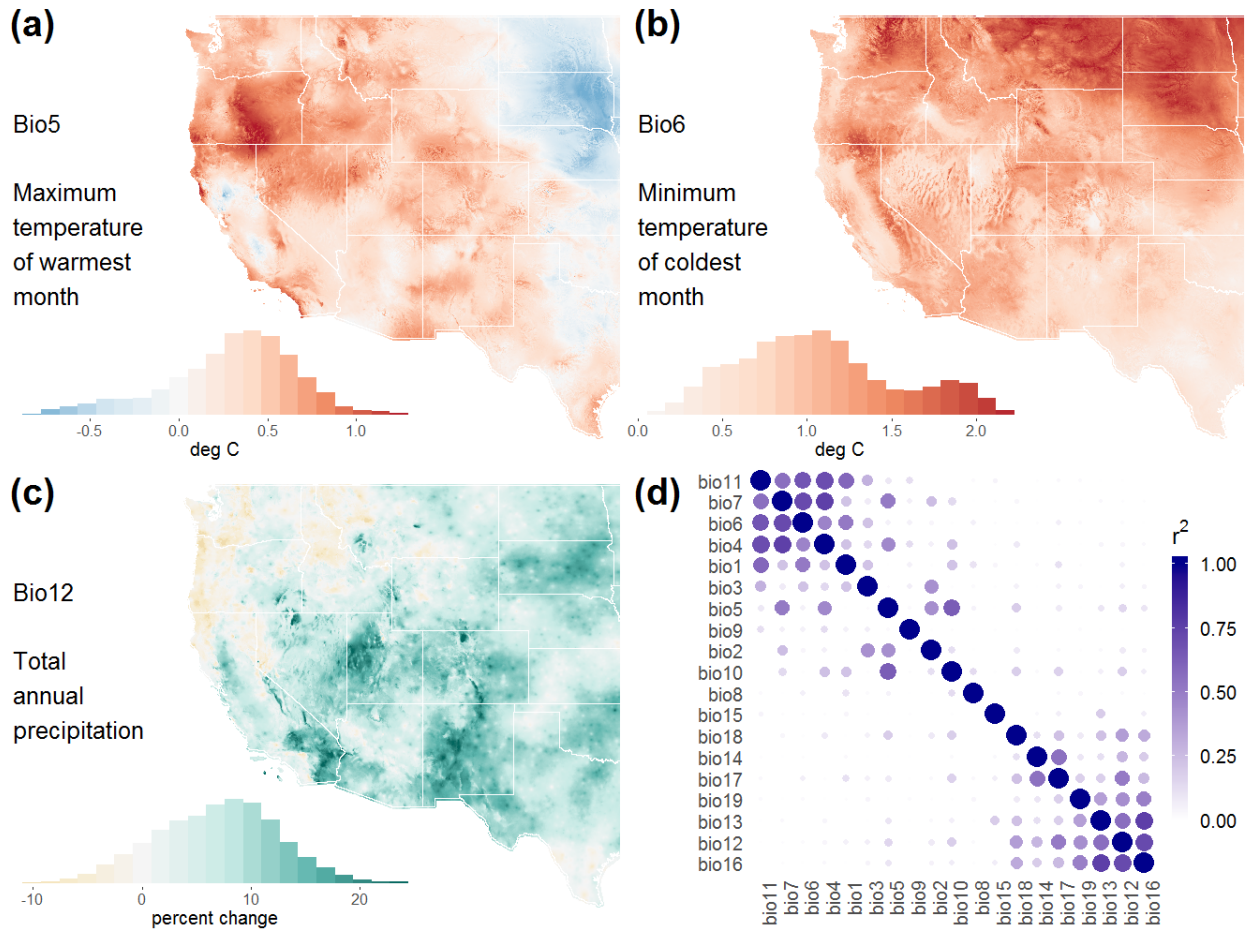 (a)
Bio5
Maximum
temperature
of warmest
month
-0.5 0.0 0.5 1.0
deg C
(b)
Bio6
Minimum
temperature
of coldest
month
0.0 0.5 1.0 1.5 2.0
deg C
(c)
Bio12
Total
annual
precipitation
-10 0 10 20
percent change
(d)
bio11
bio7
bio6
bio4
bio1
bio3
bio5
bio9
bio2
bio10
bio8
bio15
bio18
bio14
bio17
bio19
bio13
bio12
bio16
bio11 bio7 bio6 bio4 bio1 bio3 bio5 bio9 bio2 bio10 bio8 bio15 bio18 bio14 bio17 bio19 bio13 bio12 bio16
r²
1.00
0.75
0.50
0.25
0.00